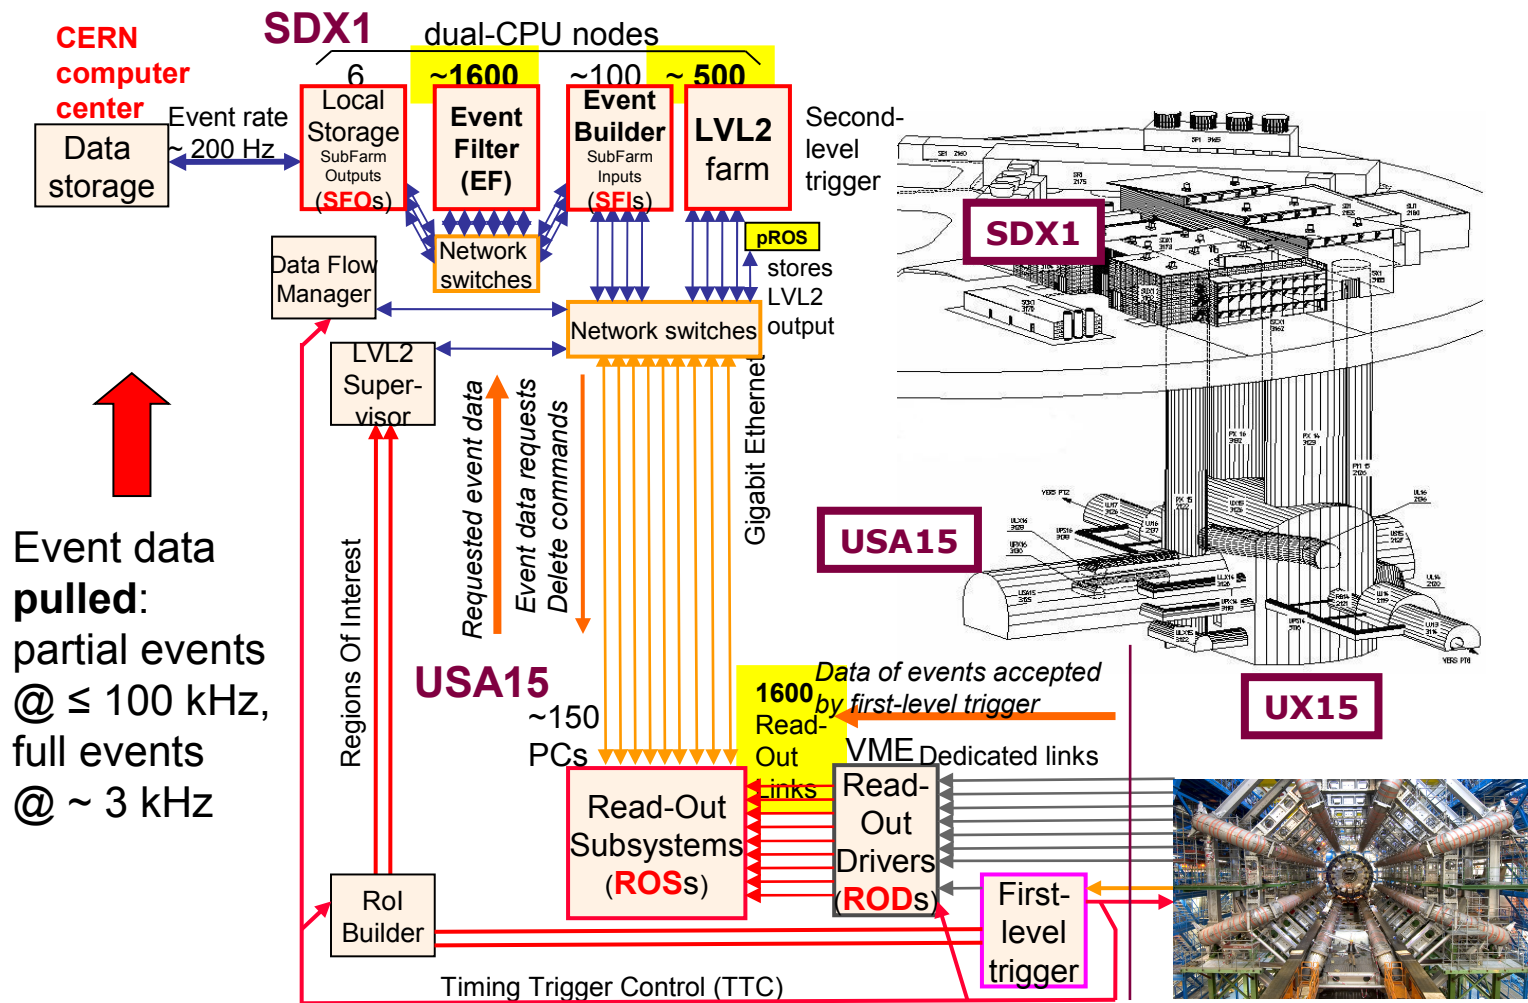 SDX1
dual-CPU nodes
CERN
computer
center
6
~1600
~100
~ 500
Data
storage
Event rate
~ 200 Hz
Local
Storage
SubFarm
Outputs
(SFOs)
Event
Filter
(EF)
Event
Builder
SubFarm
Inputs
(SFIs)
LVL2
farm
Second-
level
trigger
pROS
stores
LVL2
output
Network
switches
Data Flow
Manager
Network switches
LVL2
Super-
visor
Gigabit Ethernet
Requested event data
Event data requests
Delete commands
Regions Of Interest
Event data
pulled:
partial events
@ ≤ 100 kHz,
full events
@ ~ 3 kHz
USA15
~150
PCs
1600
Read-
Out
Links
Data of events accepted
by first-level trigger
VME
Dedicated links
Read-Out
Subsystems
(ROSs)
Read-
Out
Drivers
(RODs)
First-
level
trigger
RoI
Builder
Timing Trigger Control (TTC)
SDX1
USA15
UX15